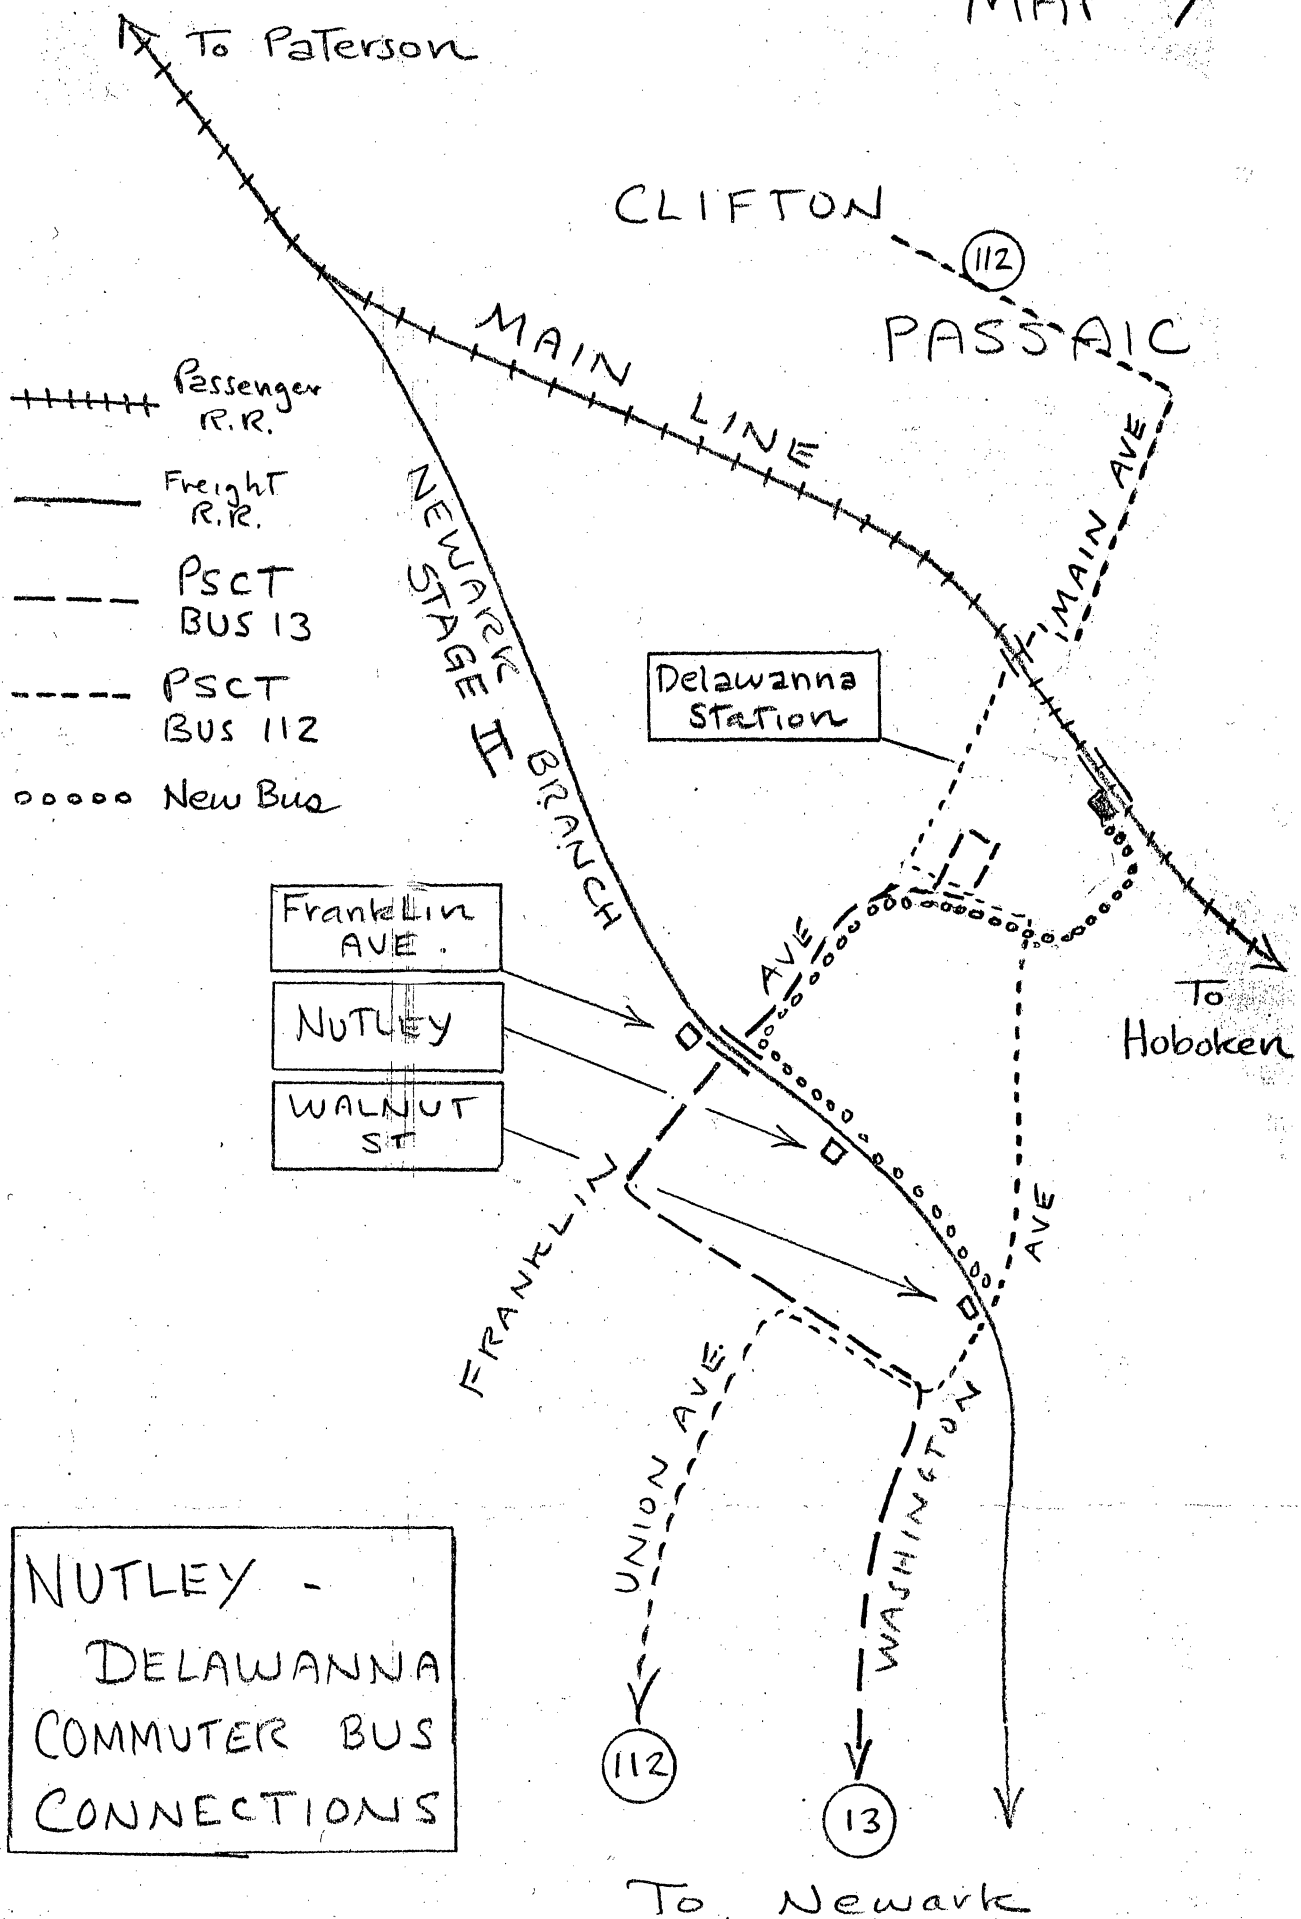 MAP 7
To Paterson
CLIFTON
112
PASSAIC
MAIN LINE
MAIN AVE
Passenger
R.R.
Freight
R.R.
PSCT
BUS 13
PSCT
BUS 112
New Bus
NEWARK BRANCH
STAGE II
Delawanna
Station
Franklin
AVE.
NUTLEY
WALNUT
ST
FRANKLIN AVE
To
Hoboken
UNION AVE
WASHINGTON AVE
112
13
To Newark
NUTLEY -
DELAWANNA
COMMUTER BUS
CONNECTIONS